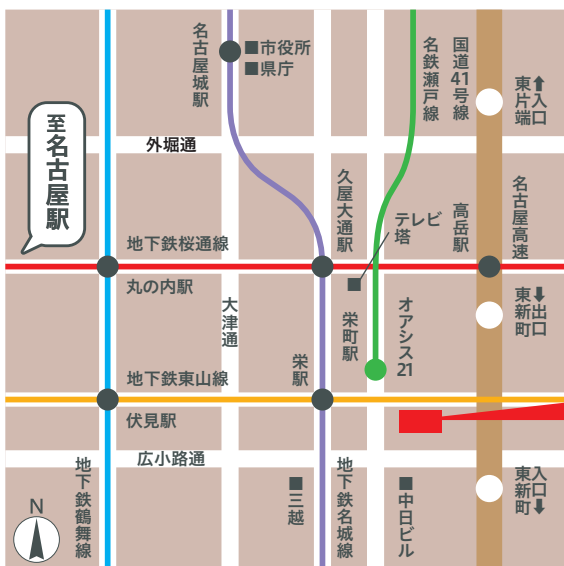 名古屋城駅
■市役所
■県庁
名鉄瀬戸線
国道41号線
東片端
入口
至名古屋駅
外堀通
久屋大通駅
テレビ
塔
高岳駅
名古屋高速
地下鉄桜通線
丸の内駅
大津通
栄町駅
オアシス21
東新町
出口
地下鉄東山線
栄駅
伏見駅
広小路通
地下鉄鶴舞線
■三越
地下鉄名城線
■中日ビル
東新町
入口
N